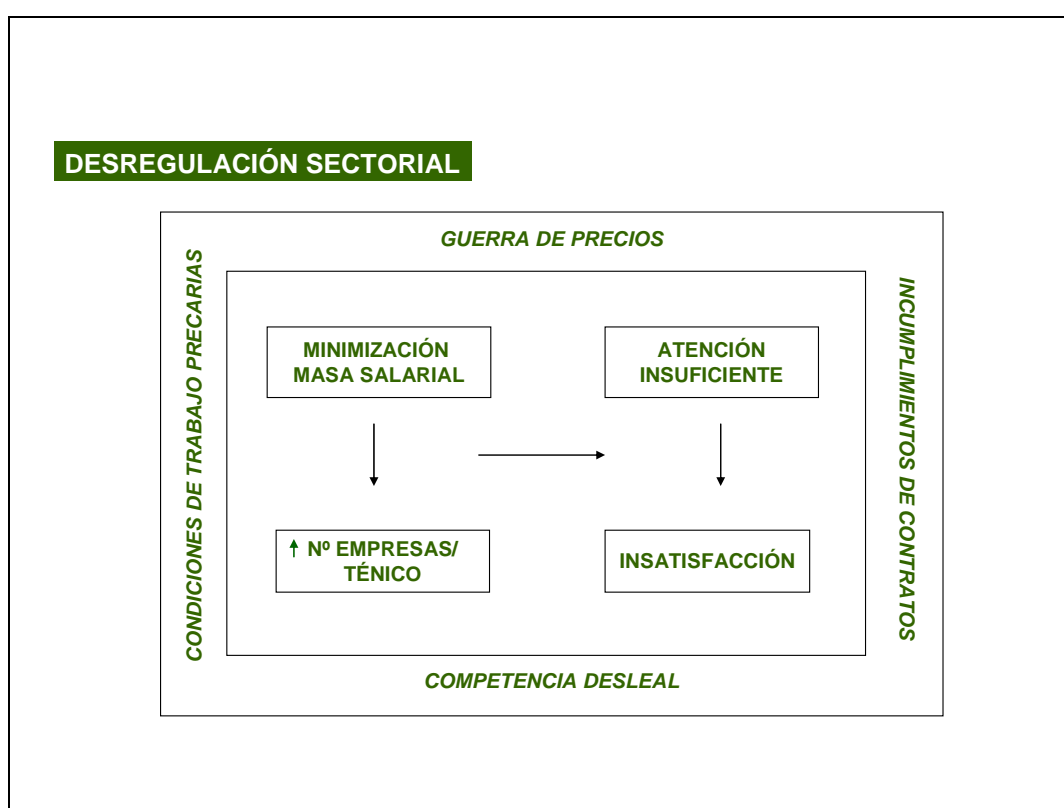 DESREGULACIÓN SECTORIAL
GUERRA DE PRECIOS
CONDICIONES DE TRABAJO PRECARIAS
MINIMIZACIÓN
MASA SALARIAL
ATENCIÓN
INSUFICIENTE
↑ Nº EMPRESAS/
TÉNICO
INSATISFACCIÓN
INCUMPLIMIENTOS DE CONTRATOS
COMPETENCIA DESLEAL